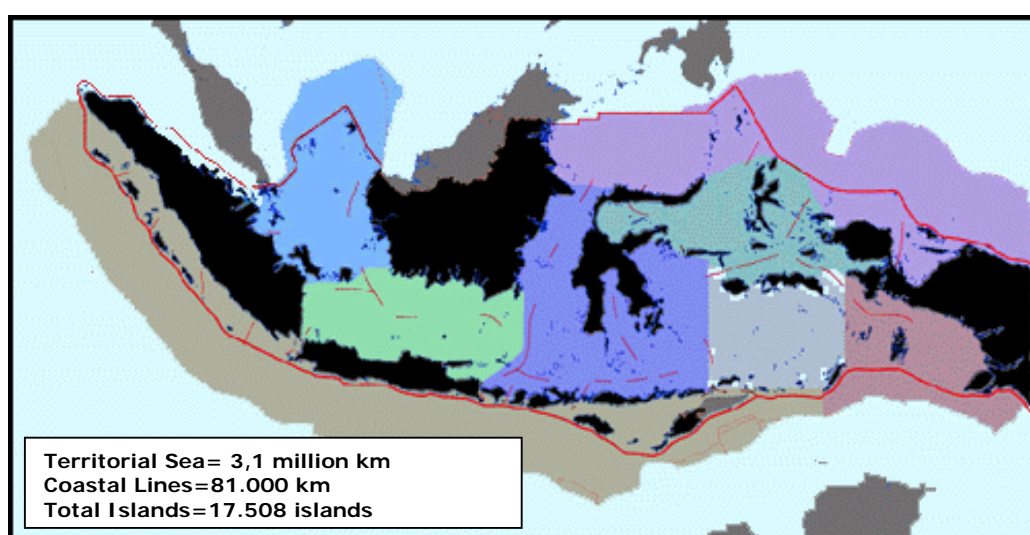 Territorial Sea= 3,1 million km
Coastal Lines=81.000 km
Total Islands=17.508 islands